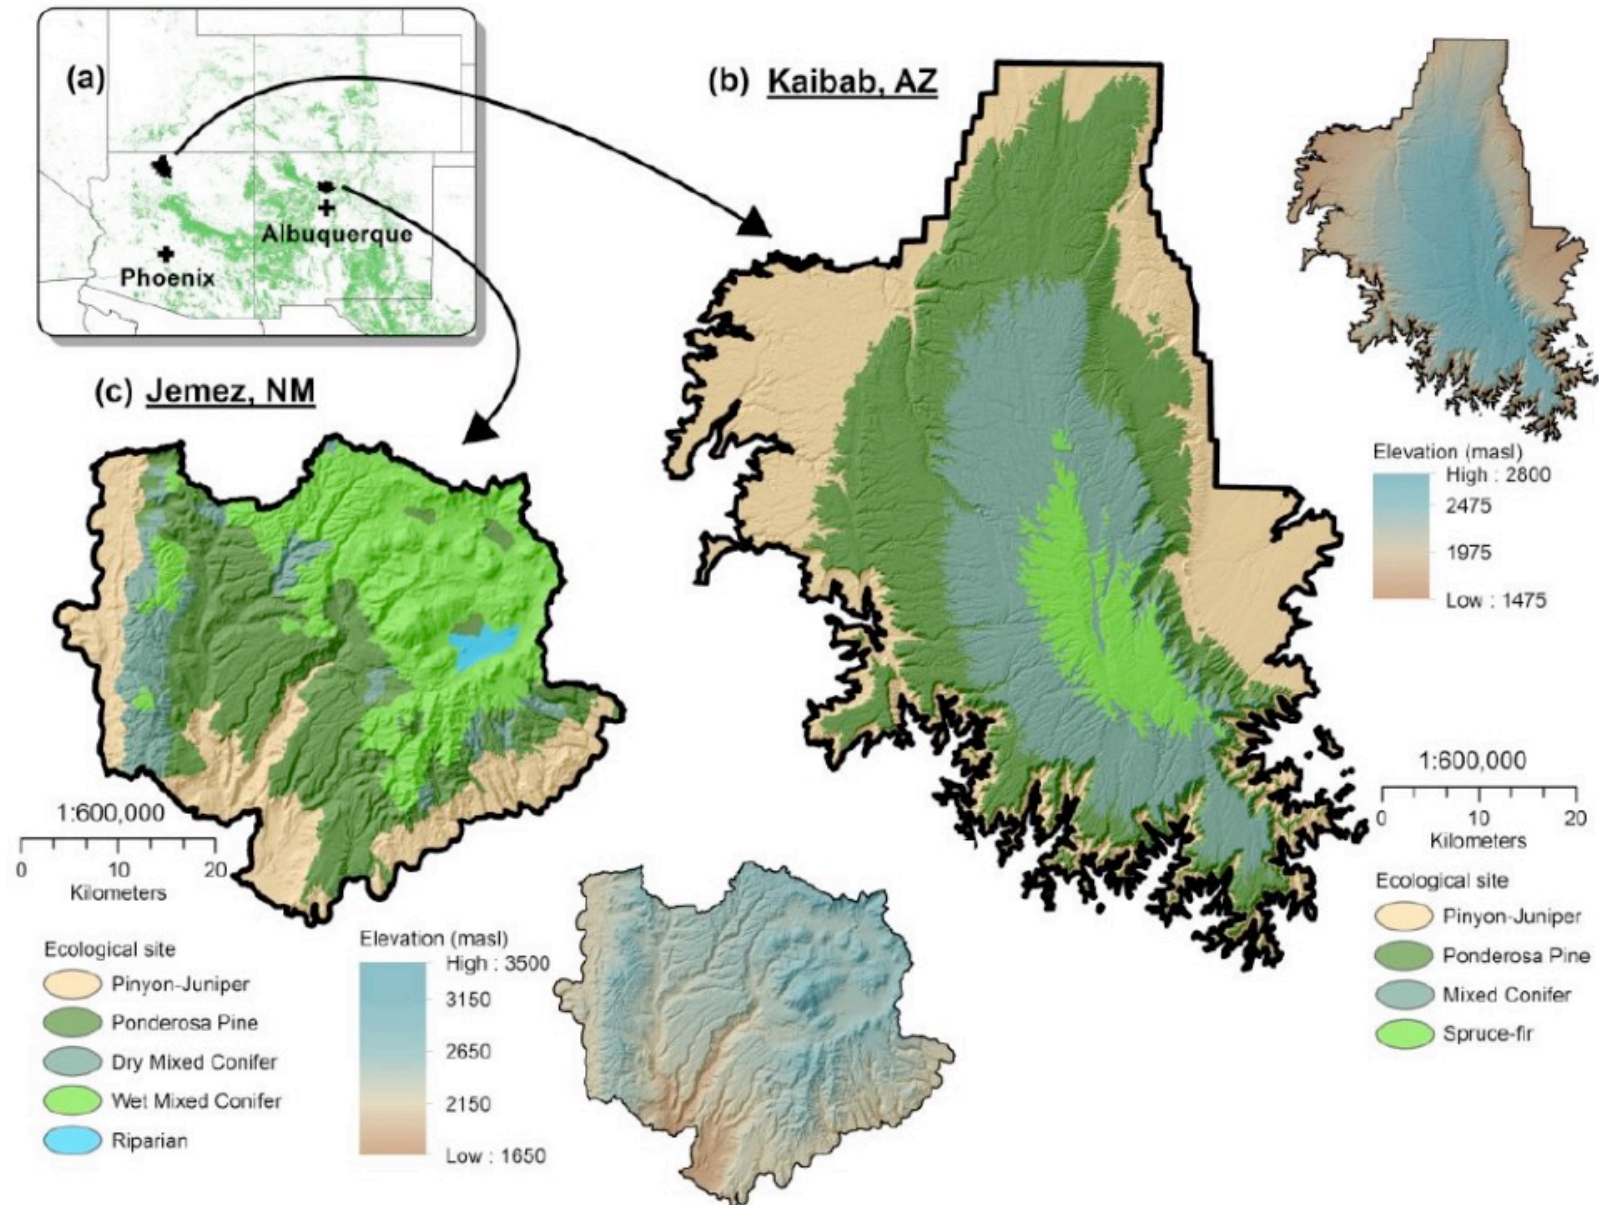 (a)
Albuquerque
Phoenix
(b) Kaibab, AZ
Elevation (masl)
High : 2800
2475
1975
Low : 1475
1:600,000
0 10 20
Kilometers
Ecological site
Pinyon-Juniper
Ponderosa Pine
Mixed Conifer
Spruce-fir
(c) Jemez, NM
1:600,000
0 10 20
Kilometers
Ecological site
Pinyon-Juniper
Ponderosa Pine
Dry Mixed Conifer
Wet Mixed Conifer
Riparian
Elevation (masl)
High : 3500
3150
2650
2150
Low : 1650